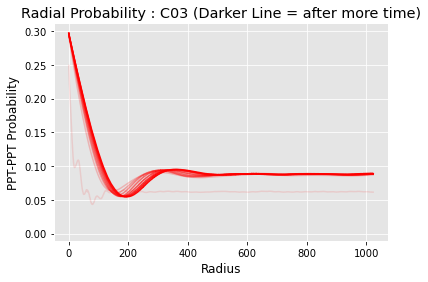 Radial Probability : C03 (Darker Line = after more time)
0.30
0.25
0.20
0.15
0.10
0.05
0.00
PPT-PPT Probability
0 200 400 600 800 1000
Radius